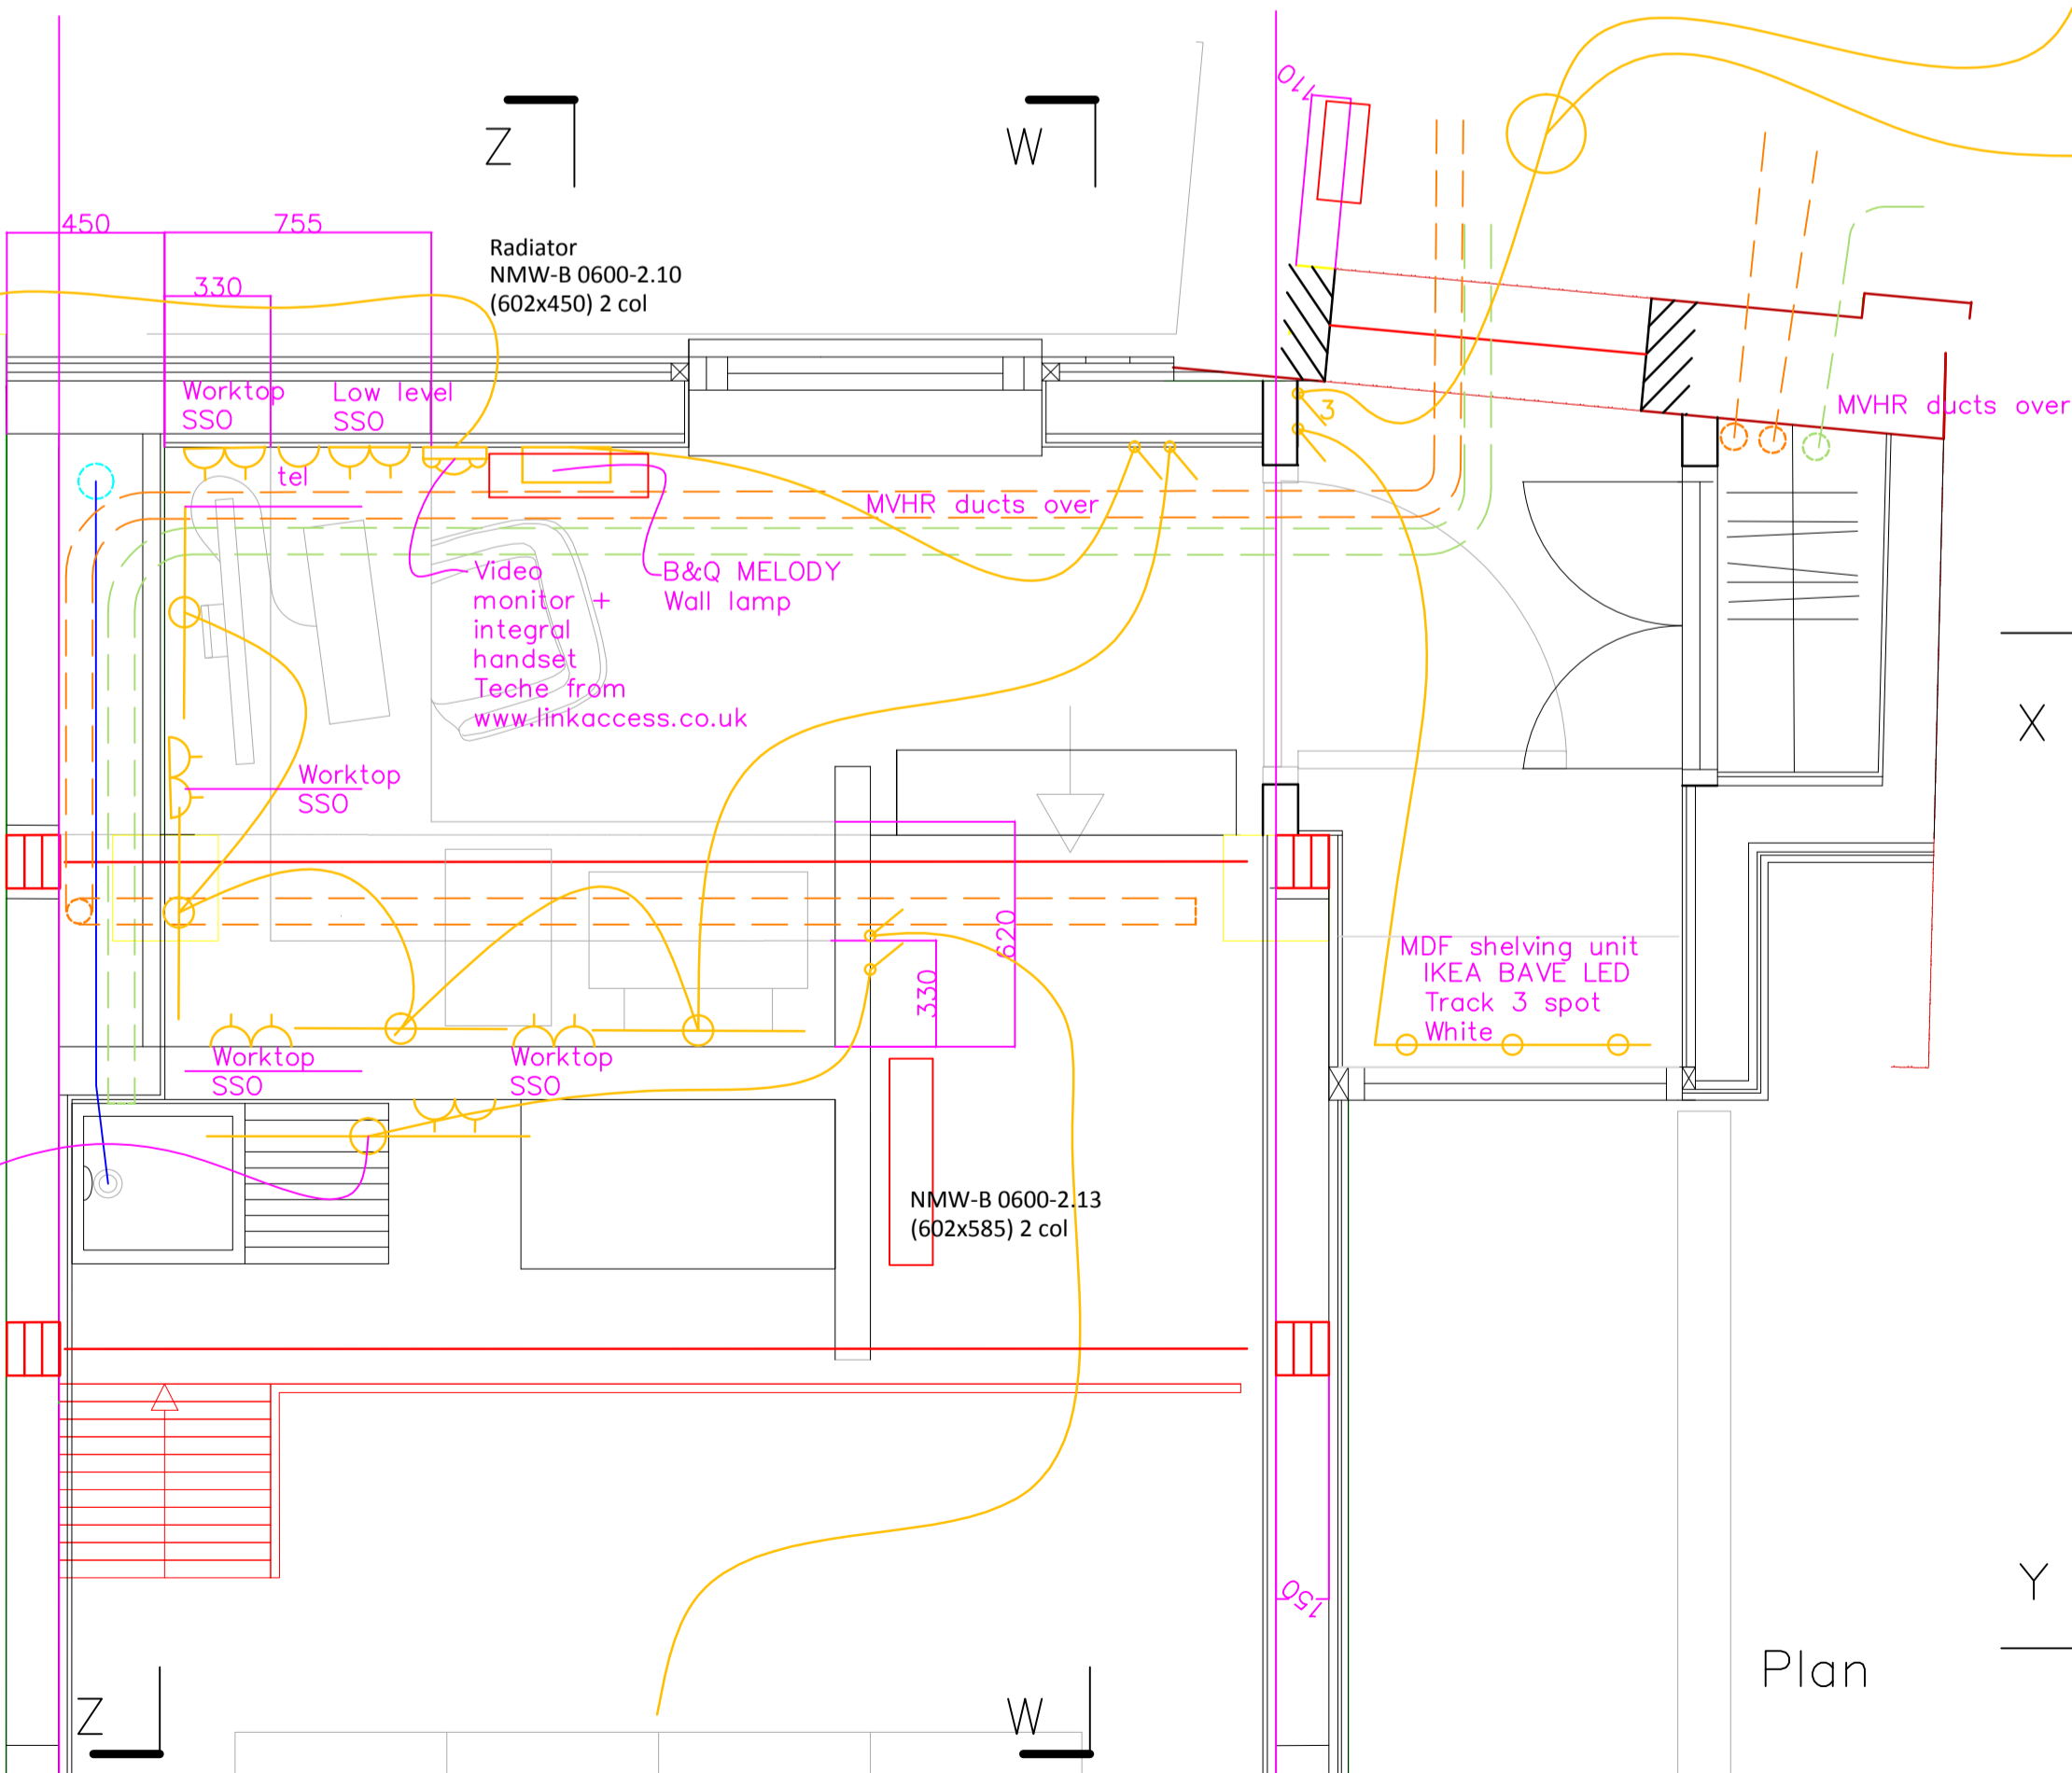 Z
W
110
450
755
330
Radiator
NMW-B 0600-2.10
(602x450) 2 col
Worktop
SSO
Low level
SSO
tel
3
MVHR ducts over
MVHR ducts over
Video
monitor +
integral
handset
Teche from
www.linkaccess.co.uk
B&Q MELODY
Wall lamp
X
Worktop
SSO
620
330
MDF shelving unit
IKEA BAVE LED
Track 3 spot
White
Worktop
SSO
Worktop
SSO
NMW-B 0600-2.13
(602x585) 2 col
150
Y
Plan
Z
W